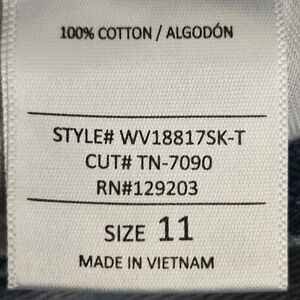 100% COTTON / ALGODÓN
STYLE# WV18817SK-T
CUT# TN-7090
RN#129203
SIZE 11
MADE IN VIETNAM